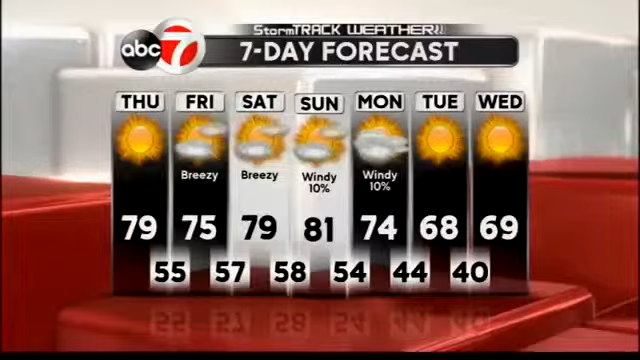 StormTRACK WEATHER
abc 7
7-DAY FORECAST
THU FRI SAT SUN MON TUE WED
Breezy Breezy Windy Windy
10% 10%
79 75 79 81 74 68 69
55 57 58 54 44 40